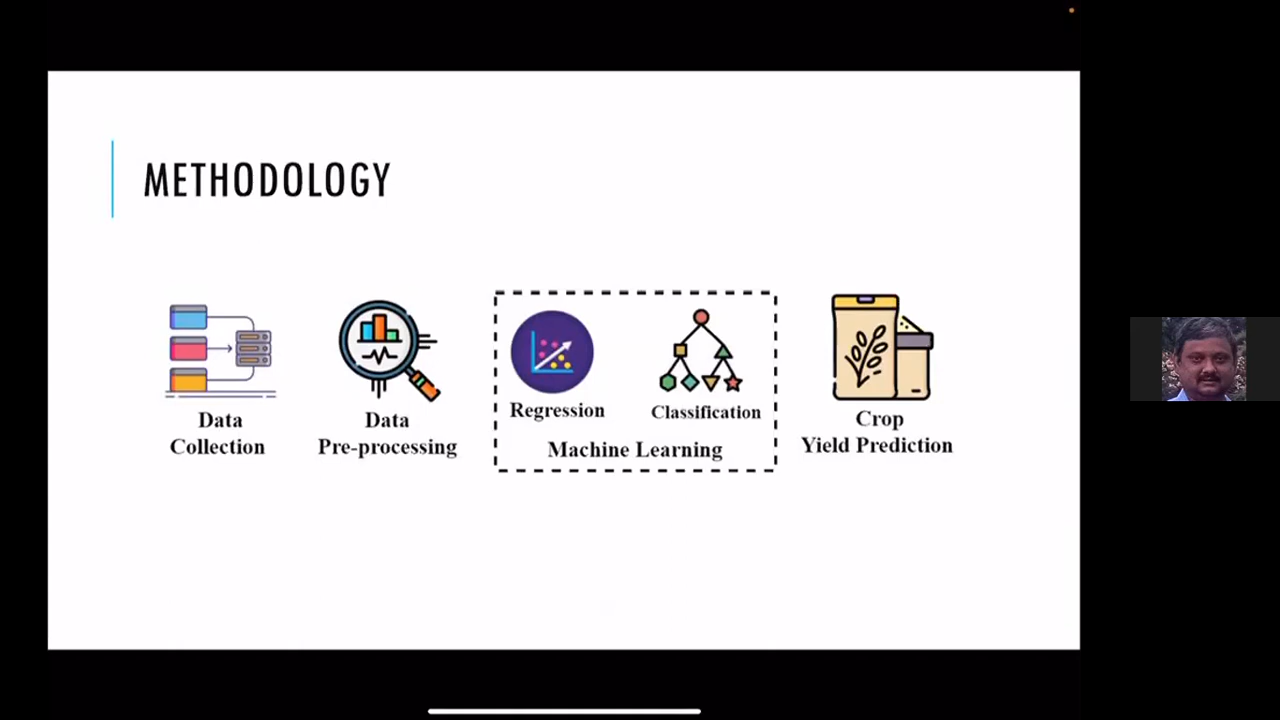 METHODOLOGY
Data
Collection
Data
Pre-processing
Regression
Classification
Machine Learning
Crop
Yield Prediction